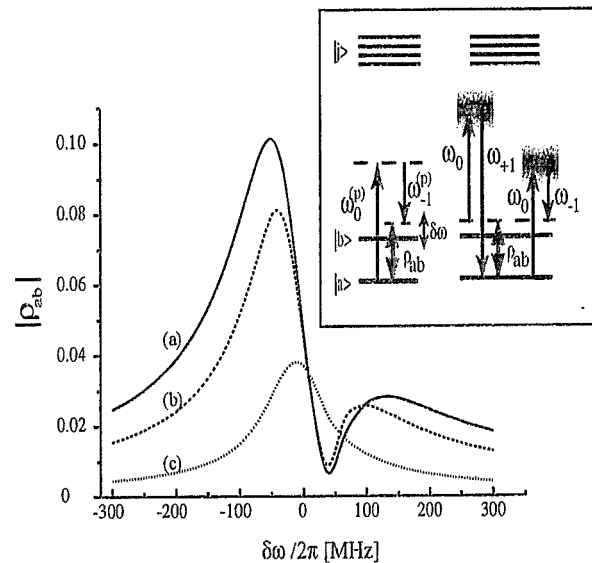 |ρab|
0.10
0.08
0.06
0.04
0.02
0
(a)
(b)
(c)
-300
-200
-100
0
100
200
300
δω /2π [MHz]
|j⟩
|b⟩
|a⟩
ω0(p)
ω-1(p)
δω
ρab
ω0
ω+1
ω0
ω-1
ρab